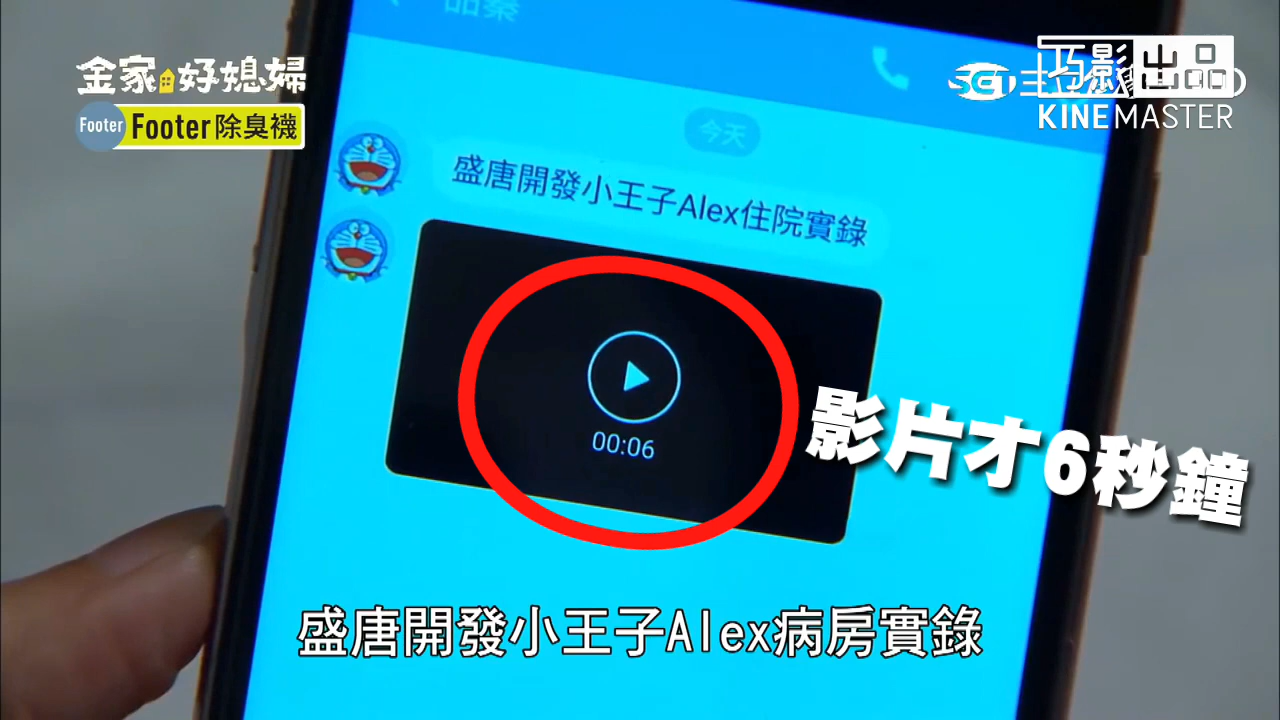 品蓁
金家好媳婦
Footer
Footer除臭襪
巧影出品
KINEMASTER
今天
盛唐開發小王子Alex住院實錄
00:06
影片才6秒鐘
盛唐開發小王子Alex病房實錄